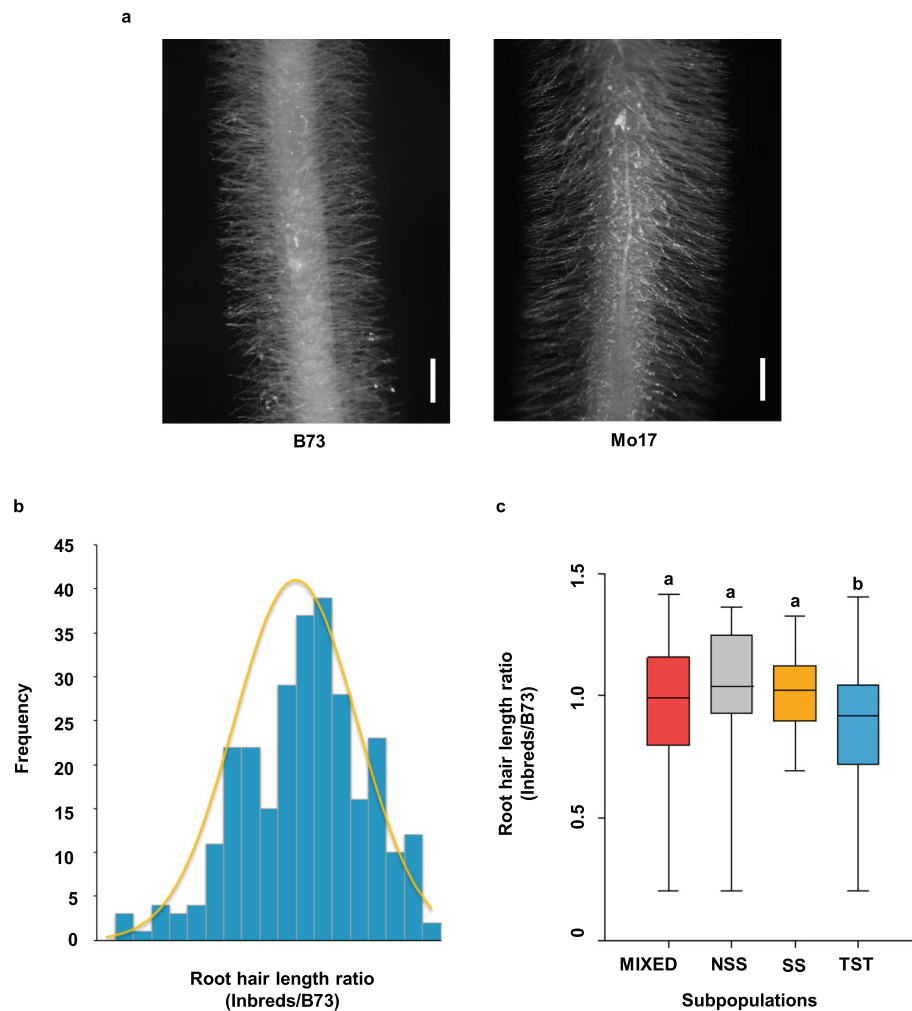 a
B73
Mo17
b
45
40
35
30
25
20
15
10
5
0
Frequency
Root hair length ratio
(Inbreds/B73)
c
1.5
1.0
0.5
0
Root hair length ratio
(Inbreds/B73)
a
a
a
b
MIXED
NSS
SS
TST
Subpopulations